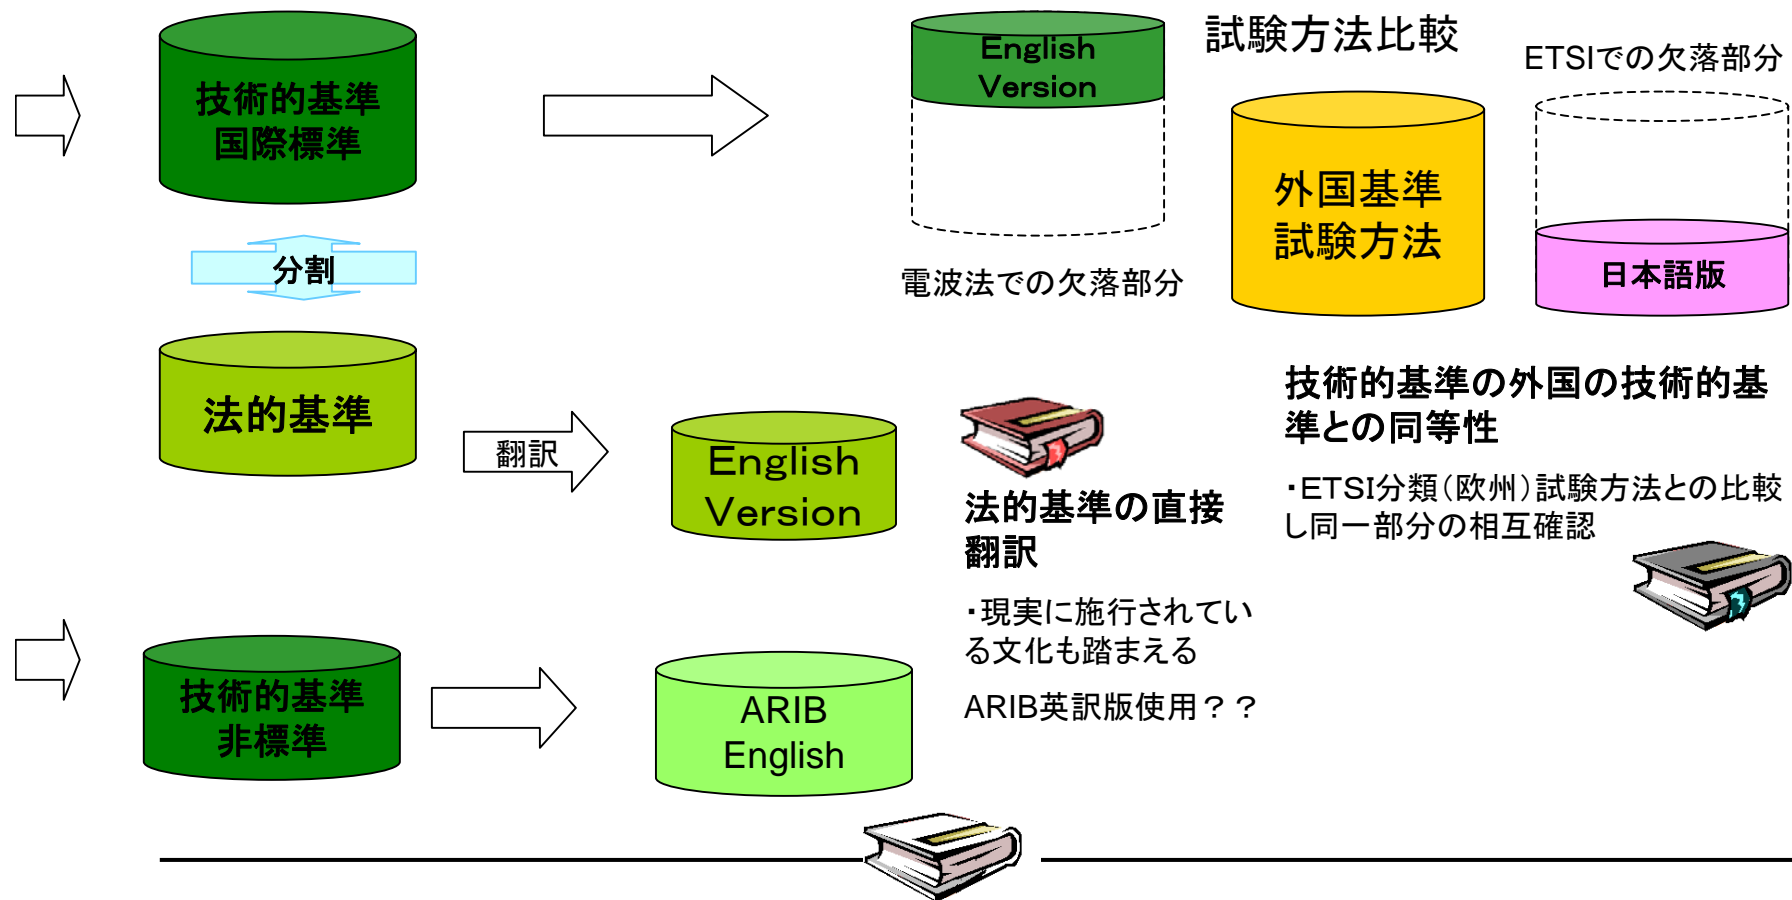 技術的基準
国際標準
分割
法的基準
翻訳
English
Version
技術的基準
非標準
ARIB
English
English
Version
電波法での欠落部分
試験方法比較
外国基準
試験方法
ETSIでの欠落部分
日本語版
法的基準の直接
翻訳
・現実に施行されてい
る文化も踏まえる
ARIB英訳版使用？？
技術的基準の外国の技術的基
準との同等性
・ETSI分類（欧州）試験方法との比較
し同一部分の相互確認